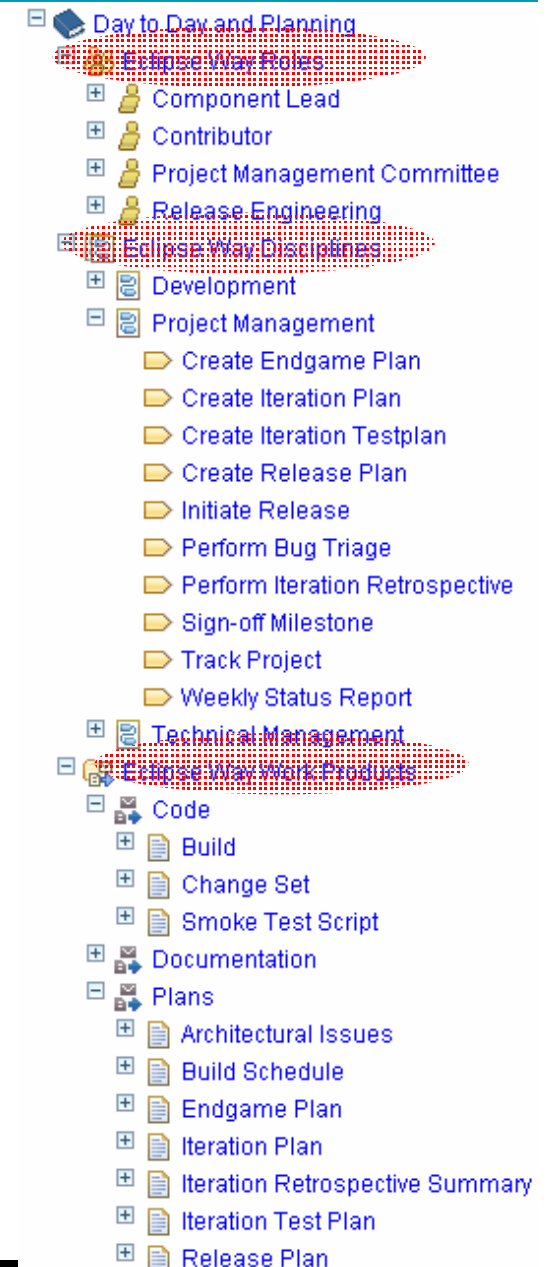 Day to Day and Planning
Eclipse Way Roles
Component Lead
Contributor
Project Management Committee
Release Engineering
Eclipse Way Disciplines
Development
Project Management
Create Endgame Plan
Create Iteration Plan
Create Iteration Testplan
Create Release Plan
Initiate Release
Perform Bug Triage
Perform Iteration Retrospective
Sign-off Milestone
Track Project
Weekly Status Report
Technical Management
Eclipse Way Work Products
Code
Build
Change Set
Smoke Test Script
Documentation
Plans
Architectural Issues
Build Schedule
Endgame Plan
Iteration Plan
Iteration Retrospective Summary
Iteration Test Plan
Release Plan